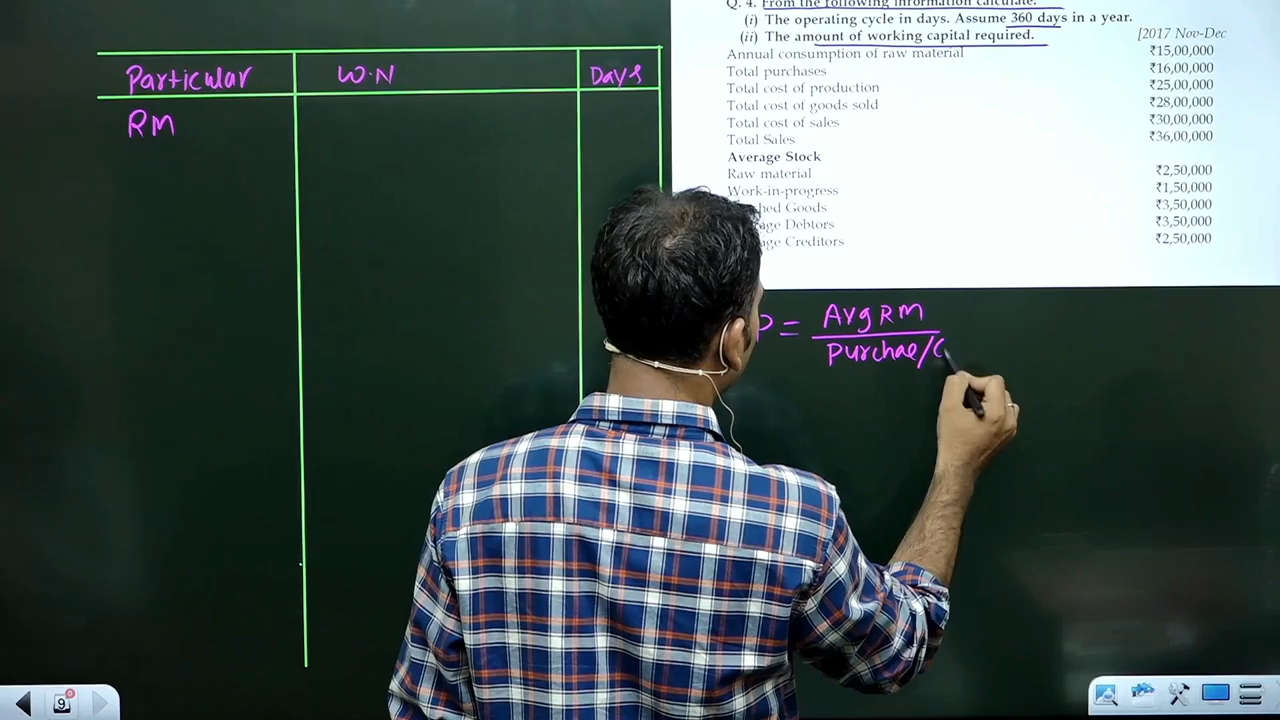 Q. 4. From the following information calculate:
(i) The operating cycle in days. Assume 360 days in a year.
(ii) The amount of working capital required.
[2017 Nov-Dec
Annual consumption of raw material ₹15,00,000
Total purchases ₹16,00,000
Total cost of production ₹25,00,000
Total cost of goods sold ₹28,00,000
Total cost of sales ₹30,00,000
Total Sales ₹36,00,000
Average Stock
Raw material ₹2,50,000
Work-in-progress ₹1,50,000
hed Goods ₹3,50,000
age Debtors ₹3,50,000
age Creditors ₹2,50,000
Particular W.N Days
RM
P = Avg RM
Purchae/C
9